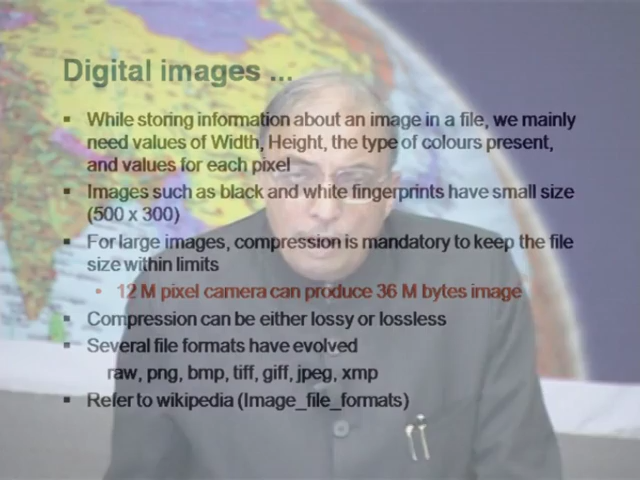 Digital images ...
▪ While storing information about an image in a file, we mainly
need values of Width, Height, the type of colours present,
and values for each pixel
▪ Images such as black and white fingerprints have small size
(500 x 300)
▪ For large images, compression is mandatory to keep the file
size within limits
• 12 M pixel camera can produce 36 M bytes image
▪ Compression can be either lossy or lossless
▪ Several file formats have evolved
raw, png, bmp, tiff, giff, jpeg, xmp
▪ Refer to wikipedia (Image_file_formats)